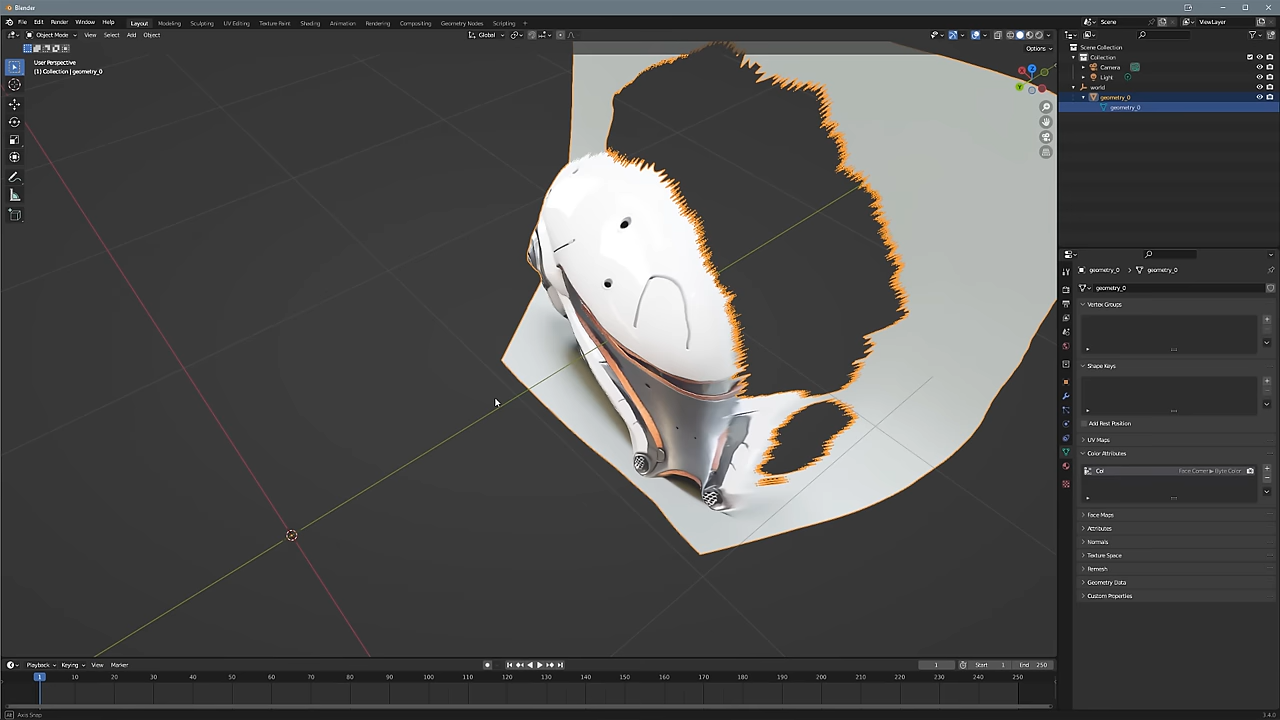 Blender
File Edit Render Window Help Layout Modeling Sculpting UV Editing Texture Paint Shading Animation Rendering Compositing Geometry Nodes Scripting + Scene ViewLayer
Object Mode View Select Add Object Global
Options
User Perspective
(1) Collection | geometry_0
Z
Y
Scene Collection
Collection
Camera
Light
world
geometry_0
geometry_0
geometry_0 > geometry_0
geometry_0
Vertex Groups
Shape Keys
Add Rest Position
UV Maps
Color Attributes
Col Face Corner ▸ Byte Color
Face Maps
Attributes
Normals
Texture Space
Remesh
Geometry Data
Custom Properties
Playback Keying View Marker 1 Start 1 End 250
1 10 20 30 40 50 60 70 80 90 100 110 120 130 140 150 160 170 180 190 200 210 220 230 240 250
Axis Snap 3.4.0